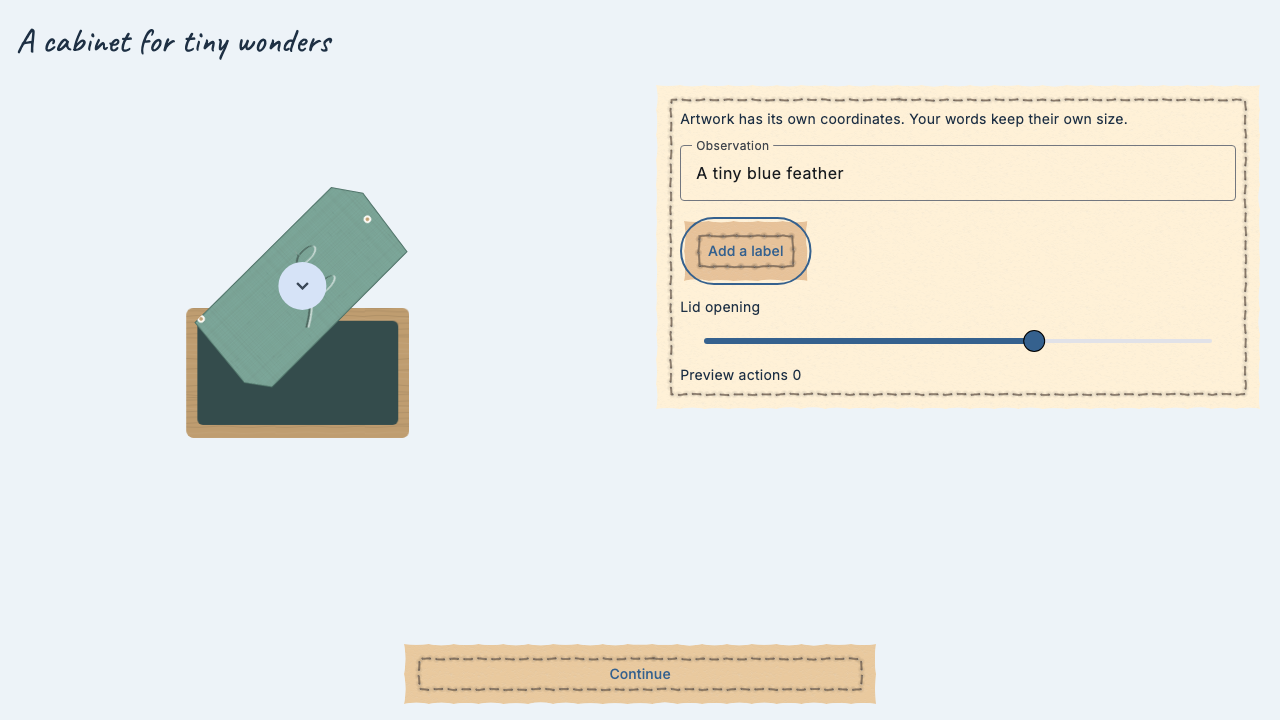 A cabinet for tiny wonders
Artwork has its own coordinates. Your words keep their own size.
Observation
A tiny blue feather
Add a label
Lid opening
Preview actions 0
Continue